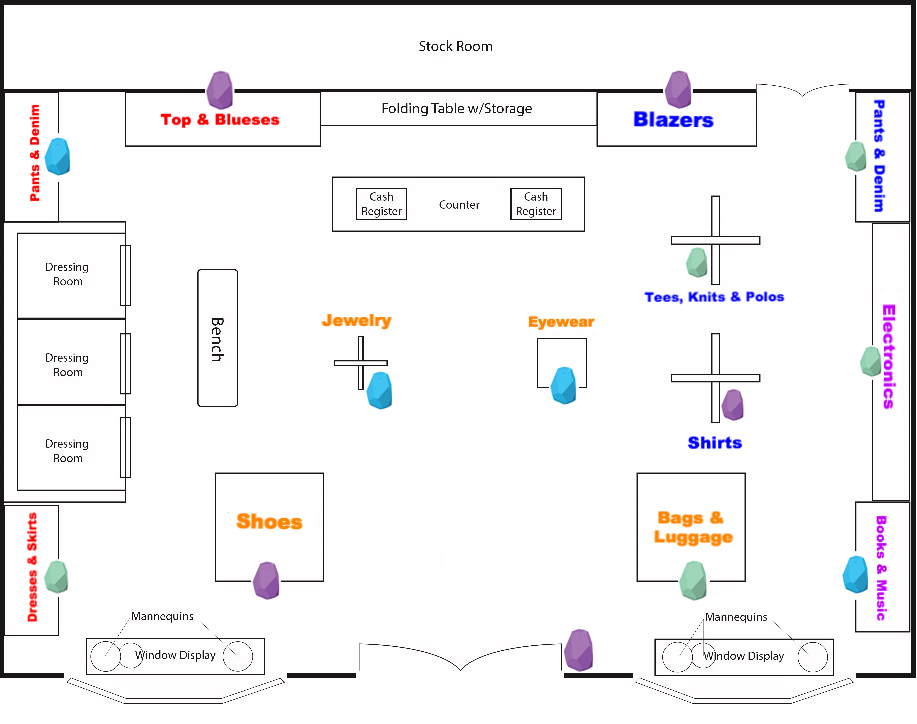 Stock Room
Pants & Denim
Top & Blueses
Folding Table w/Storage
Blazers
Pants & Denim
Cash
Register
Counter
Cash
Register
Dressing
Room
Tees, Knits & Polos
Bench
Jewelry
Eyewear
Electronics
Dressing
Room
Dressing
Room
Shirts
Shoes
Bags &
Luggage
Dresses & Skirts
Books & Music
Mannequins
Window Display
Mannequins
Window Display